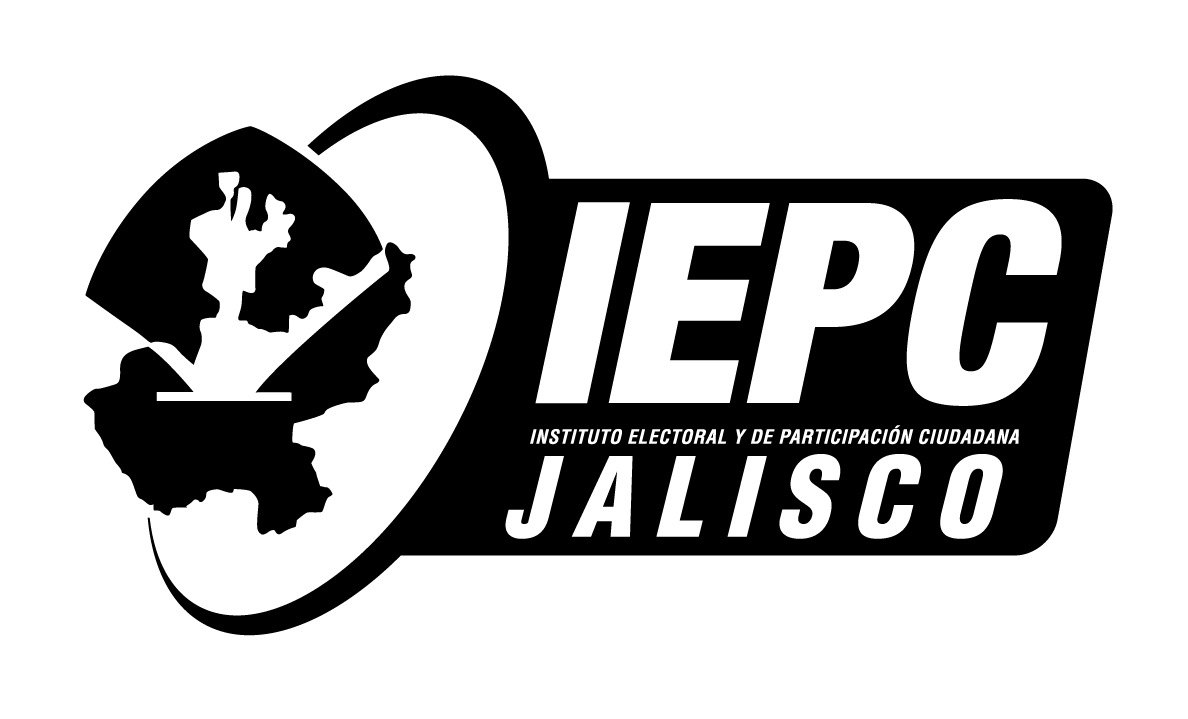 IEPC
INSTITUTO ELECTORAL Y DE PARTICIPACIÓN CIUDADANA
JALISCO